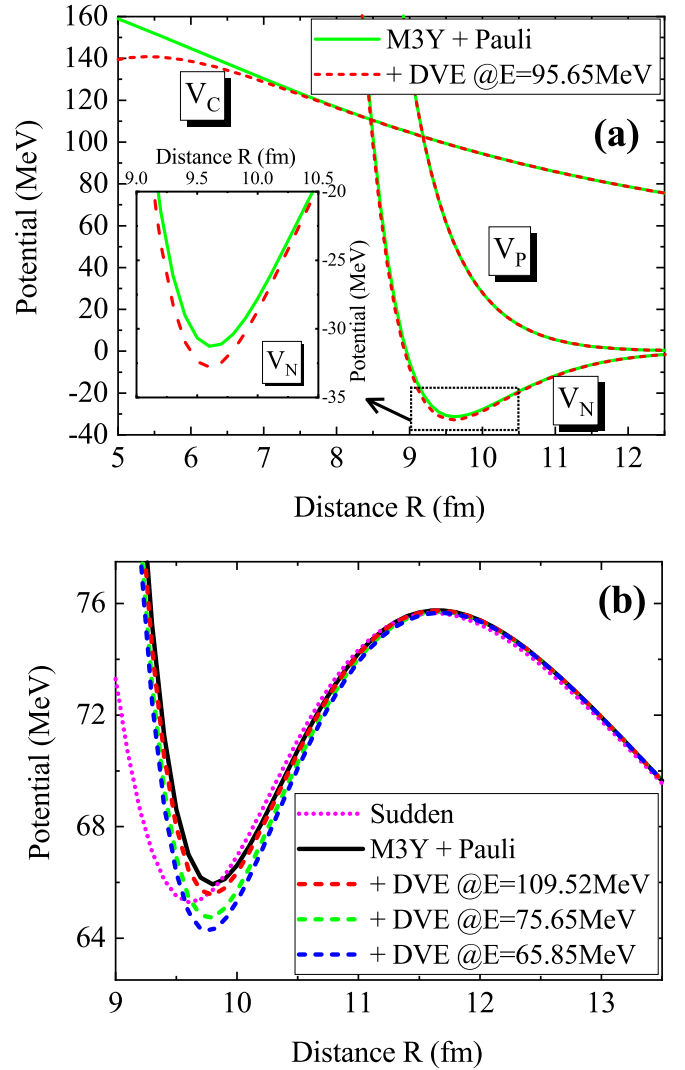 160
140
120
100
80
60
40
20
0
-20
-40
Potential (MeV)
M3Y + Pauli
+ DVE @E=95.65MeV
V_C
(a)
Distance R (fm)
9.0 9.5 10.0 10.5
-20
-25
-30
-35
Potential (MeV)
V_N
V_P
V_N
5 6 7 8 9 10 11 12
Distance R (fm)
76
72
68
64
Potential (MeV)
(b)
Sudden
M3Y + Pauli
+ DVE @E=109.52MeV
+ DVE @E=75.65MeV
+ DVE @E=65.85MeV
9 10 11 12 13
Distance R (fm)